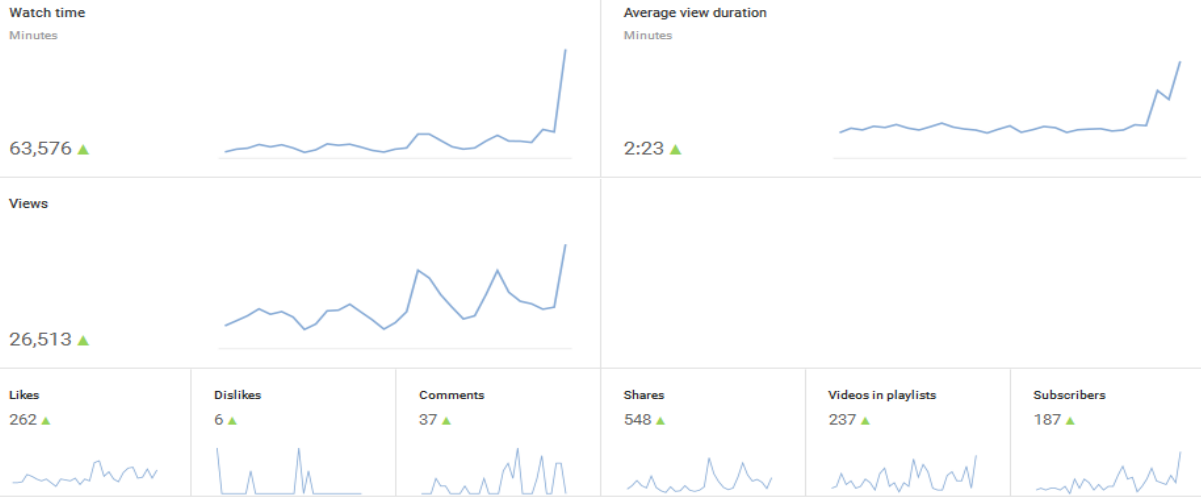 Watch time
Minutes
63,576
Average view duration
Minutes
2:23
Views
26,513
Likes
262
Dislikes
6
Comments
37
Shares
548
Videos in playlists
237
Subscribers
187